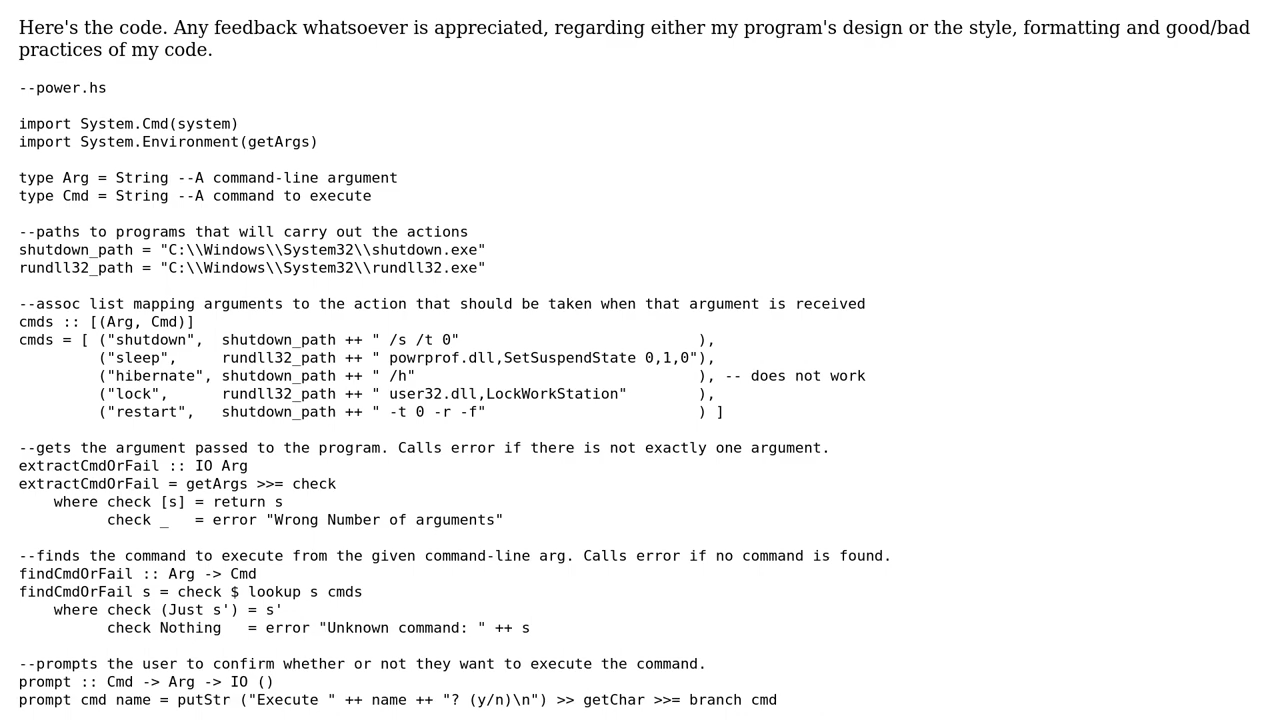 Here's the code. Any feedback whatsoever is appreciated, regarding either my program's design or the style, formatting and good/bad
practices of my code.
--power.hs
import System.Cmd(system)
import System.Environment(getArgs)
type Arg = String --A command-line argument
type Cmd = String --A command to execute
--paths to programs that will carry out the actions
shutdown_path = "C:\\Windows\\System32\\shutdown.exe"
rundll32_path = "C:\\Windows\\System32\\rundll32.exe"
--assoc list mapping arguments to the action that should be taken when that argument is received
cmds :: [(Arg, Cmd)]
cmds = [ ("shutdown",  shutdown_path ++ " /s /t 0"                           ),
         ("sleep",     rundll32_path ++ " powrprof.dll,SetSuspendState 0,1,0"),
         ("hibernate", shutdown_path ++ " /h"                                ), -- does not work
         ("lock",      rundll32_path ++ " user32.dll,LockWorkStation"        ),
         ("restart",   shutdown_path ++ " -t 0 -r -f"                        ) ]
--gets the argument passed to the program. Calls error if there is not exactly one argument.
extractCmdOrFail :: IO Arg
extractCmdOrFail = getArgs >>= check
    where check [s] = return s
          check _   = error "Wrong Number of arguments"
--finds the command to execute from the given command-line arg. Calls error if no command is found.
findCmdOrFail :: Arg -> Cmd
findCmdOrFail s = check $ lookup s cmds
    where check (Just s') = s'
          check Nothing   = error "Unknown command: " ++ s
--prompts the user to confirm whether or not they want to execute the command.
prompt :: Cmd -> Arg -> IO ()
prompt cmd name = putStr ("Execute " ++ name ++ "? (y/n)\n") >> getChar >>= branch cmd